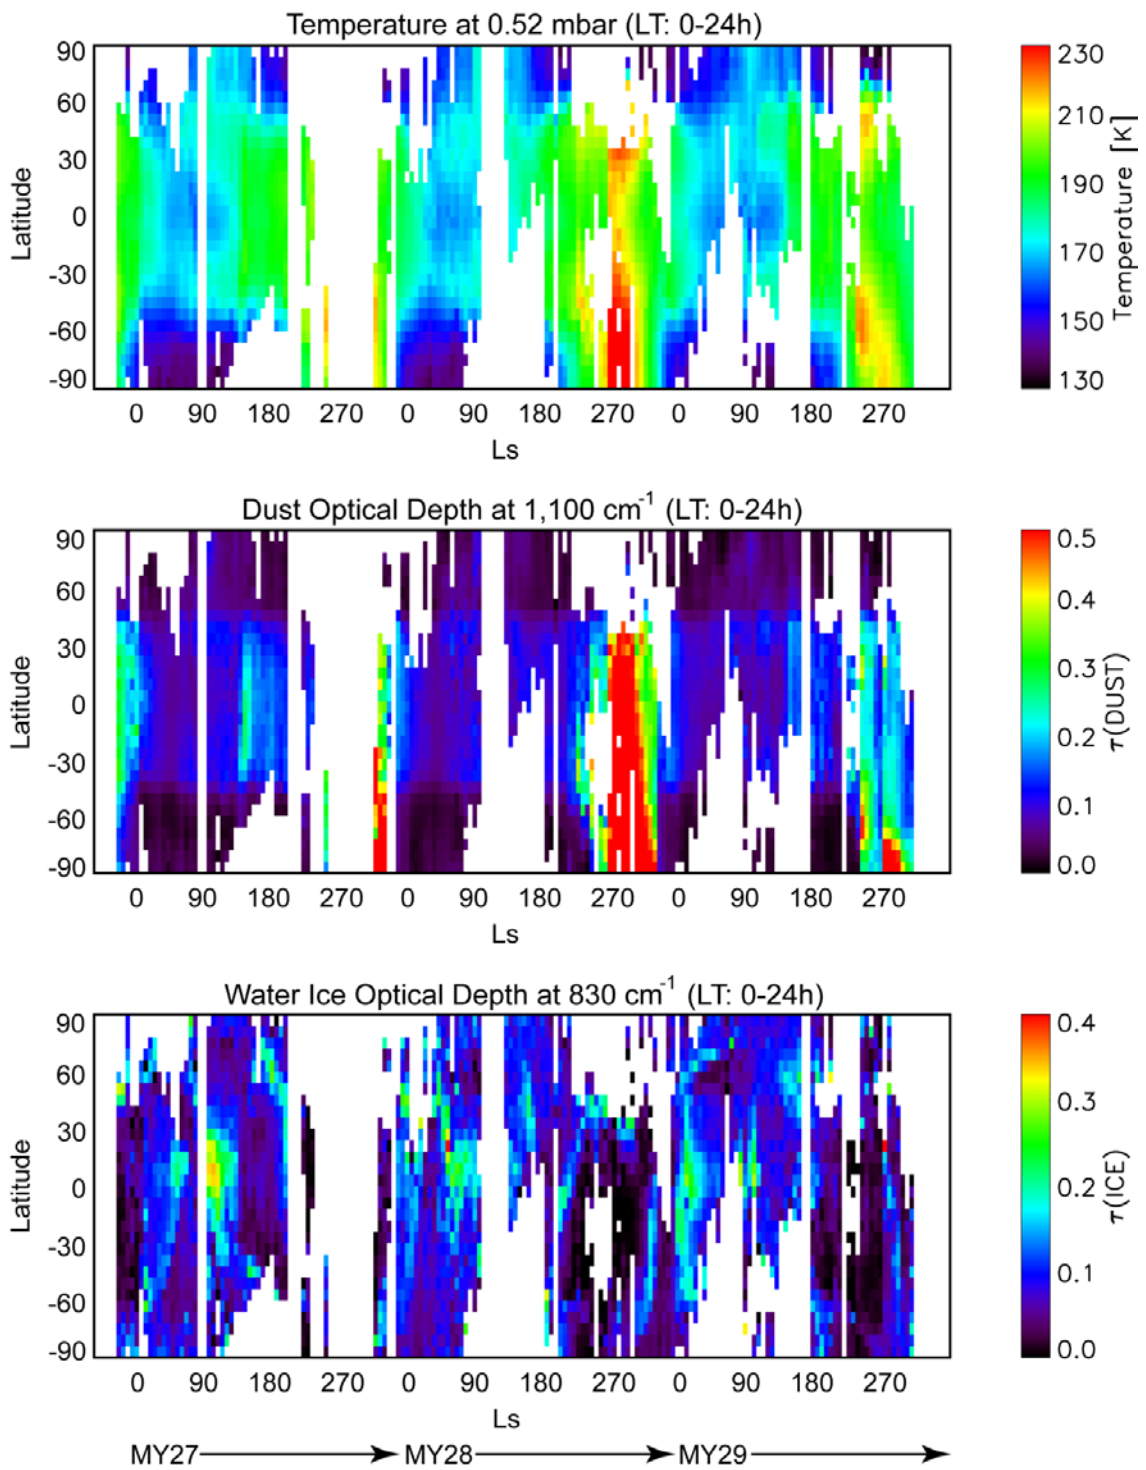 Temperature at 0.52 mbar (LT: 0-24h)
90
60
30
0
-30
-60
-90
Latitude
0 90 180 270 0 90 180 270 0 90 180 270
Ls
230
210
190
170
150
130
Temperature [K]
Dust Optical Depth at 1,100 cm⁻¹ (LT: 0-24h)
90
60
30
0
-30
-60
-90
Latitude
0 90 180 270 0 90 180 270 0 90 180 270
Ls
0.5
0.4
0.3
0.2
0.1
0.0
τ(DUST)
Water Ice Optical Depth at 830 cm⁻¹ (LT: 0-24h)
90
60
30
0
-30
-60
-90
Latitude
0 90 180 270 0 90 180 270 0 90 180 270
Ls
0.4
0.3
0.2
0.1
0.0
τ(ICE)
MY27 MY28 MY29